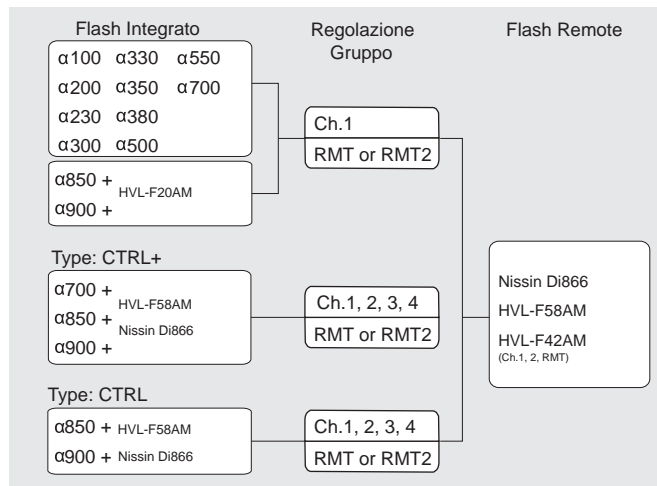 Flash Integrato
Regolazione
Gruppo
Flash Remote
α100 α330 α550
α200 α350 α700
α230 α380
α300 α500
Ch.1
RMT or RMT2
α850 +
HVL-F20AM
α900 +
Type: CTRL+
α700 +
HVL-F58AM
α850 +
Nissin Di866
α900 +
Ch.1, 2, 3, 4
RMT or RMT2
Nissin Di866
HVL-F58AM
HVL-F42AM
(Ch.1, 2, RMT)
Type: CTRL
α850 + HVL-F58AM
α900 + Nissin Di866
Ch.1, 2, 3, 4
RMT or RMT2